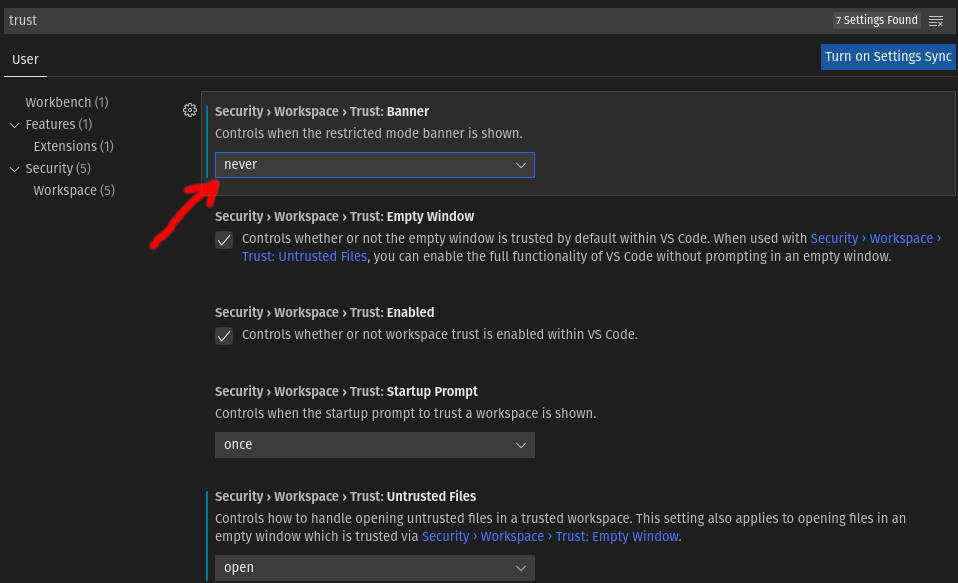 trust
7 Settings Found
User
Turn on Settings Sync
Workbench (1)
Features (1)
Extensions (1)
Security (5)
Workspace (5)
Security › Workspace › Trust: Banner
Controls when the restricted mode banner is shown.
never
Security › Workspace › Trust: Empty Window
Controls whether or not the empty window is trusted by default within VS Code. When used with Security › Workspace ›
Trust: Untrusted Files, you can enable the full functionality of VS Code without prompting in an empty window.
Security › Workspace › Trust: Enabled
Controls whether or not workspace trust is enabled within VS Code.
Security › Workspace › Trust: Startup Prompt
Controls when the startup prompt to trust a workspace is shown.
once
Security › Workspace › Trust: Untrusted Files
Controls how to handle opening untrusted files in a trusted workspace. This setting also applies to opening files in an
empty window which is trusted via Security › Workspace › Trust: Empty Window.
open